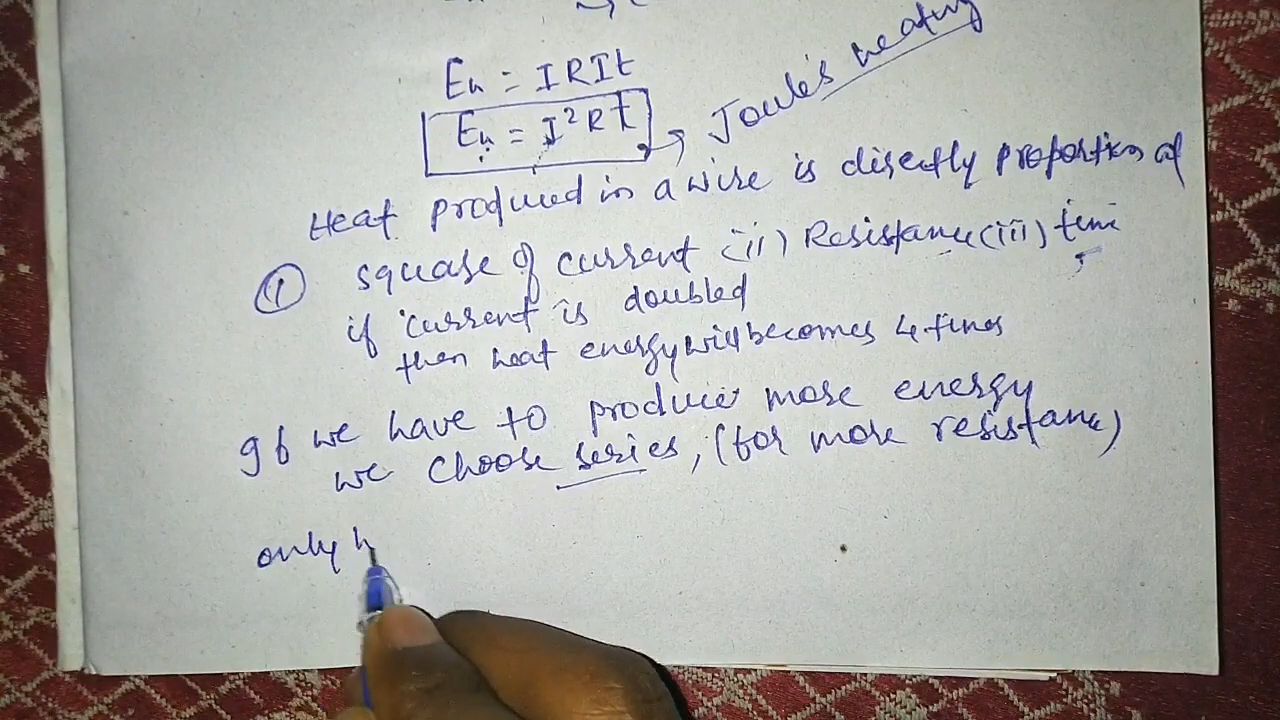 Eₕ = IRIt
Eₕ = I²Rt
Joule's heating
Heat produced in a wire is directly proportion of
① square of current (ii) Resistance (iii) time
if current is doubled
then heat energy will becomes 4 times
If we have to produce more energy
we choose series, (for more resistance)
only h